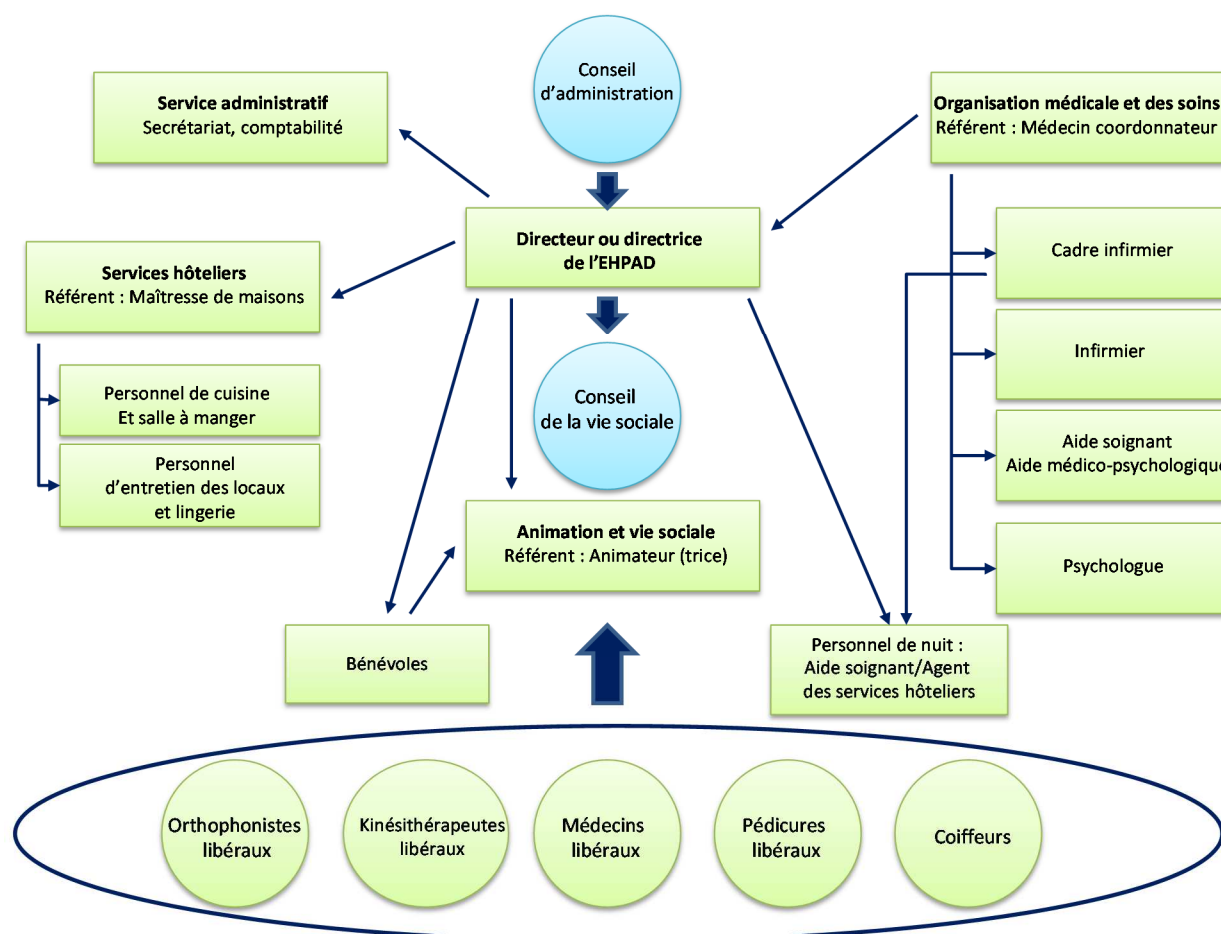 Conseil
d'administration
Service administratif
Secrétariat, comptabilité
Organisation médicale et des soins
Référent : Médecin coordonnateur
Directeur ou directrice
de l'EHPAD
Services hôteliers
Référent : Maîtresse de maisons
Cadre infirmier
Infirmier
Personnel de cuisine
Et salle à manger
Conseil
de la vie sociale
Aide soignant
Aide médico-psychologique
Personnel
d'entretien des locaux
et lingerie
Animation et vie sociale
Référent : Animateur (trice)
Psychologue
Bénévoles
Personnel de nuit :
Aide soignant/Agent
des services hôteliers
Orthophonistes
libéraux
Kinésithérapeutes
libéraux
Médecins
libéraux
Pédicures
libéraux
Coiffeurs